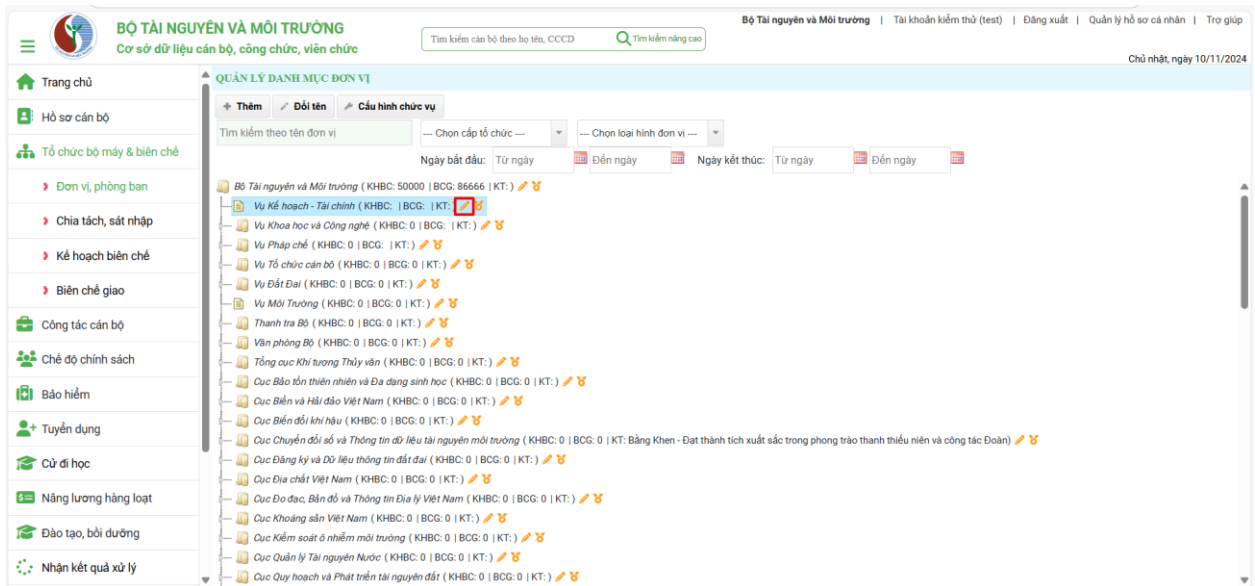 BỘ TÀI NGUYÊN VÀ MÔI TRƯỜNG
Cơ sở dữ liệu cán bộ, công chức, viên chức
Tìm kiếm cán bộ theo họ tên, CCCD
Tìm kiếm nâng cao
Bộ Tài nguyên và Môi trường | Tài khoản kiểm thử (test) | Đăng xuất | Quản lý hồ sơ cá nhân | Trợ giúp
Chủ nhật, ngày 10/11/2024
Trang chủ
Hồ sơ cán bộ
Tổ chức bộ máy & biên chế
Đơn vị, phòng ban
Chia tách, sát nhập
Kế hoạch biên chế
Biên chế giao
Công tác cán bộ
Chế độ chính sách
Bảo hiểm
Tuyển dụng
Cử đi học
Nâng lương hàng loạt
Đào tạo, bồi dưỡng
Nhận kết quả xử lý
QUẢN LÝ DANH MỤC ĐƠN VỊ
Thêm Đổi tên Cấu hình chức vụ
Tìm kiếm theo tên đơn vị --- Chọn cấp tổ chức --- --- Chọn loại hình đơn vị ---
Ngày bắt đầu: Từ ngày Đến ngày Ngày kết thúc: Từ ngày Đến ngày
Bộ Tài nguyên và Môi trường ( KHBC: 50000 | BCG: 86666 | KT: )
Vụ Kế hoạch - Tài chính ( KHBC: | BCG: | KT:
Vụ Khoa học và Công nghệ ( KHBC: 0 | BCG: | KT: )
Vụ Pháp chế ( KHBC: 0 | BCG: | KT: )
Vụ Tổ chức cán bộ ( KHBC: 0 | BCG: 0 | KT: )
Vụ Đất Đai ( KHBC: 0 | BCG: 0 | KT: )
Vụ Môi Trường ( KHBC: 0 | BCG: 0 | KT: )
Thanh tra Bộ ( KHBC: 0 | BCG: 0 | KT: )
Văn phòng Bộ ( KHBC: 0 | BCG: 0 | KT: )
Tổng cục Khí tượng Thủy văn ( KHBC: 0 | BCG: 0 | KT: )
Cục Bảo tồn thiên nhiên và Đa dạng sinh học ( KHBC: 0 | BCG: 0 | KT: )
Cục Biển và Hải đảo Việt Nam ( KHBC: 0 | BCG: 0 | KT: )
Cục Biến đổi khí hậu ( KHBC: 0 | BCG: 0 | KT: )
Cục Chuyển đổi số và Thông tin dữ liệu tài nguyên môi trường ( KHBC: 0 | BCG: 0 | KT: Bằng Khen - Đạt thành tích xuất sắc trong phong trào thanh thiếu niên và công tác Đoàn)
Cục Đăng ký và Dữ liệu thông tin đất đai ( KHBC: 0 | BCG: 0 | KT: )
Cục Địa chất Việt Nam ( KHBC: 0 | BCG: 0 | KT: )
Cục Đo đạc, Bản đồ và Thông tin Địa lý Việt Nam ( KHBC: 0 | BCG: 0 | KT: )
Cục Khoáng sản Việt Nam ( KHBC: 0 | BCG: 0 | KT: )
Cục Kiểm soát ô nhiễm môi trường ( KHBC: 0 | BCG: 0 | KT: )
Cục Quản lý Tài nguyên Nước ( KHBC: 0 | BCG: 0 | KT: )
Cục Quy hoạch và Phát triển tài nguyên đất ( KHBC: 0 | BCG: 0 | KT: )